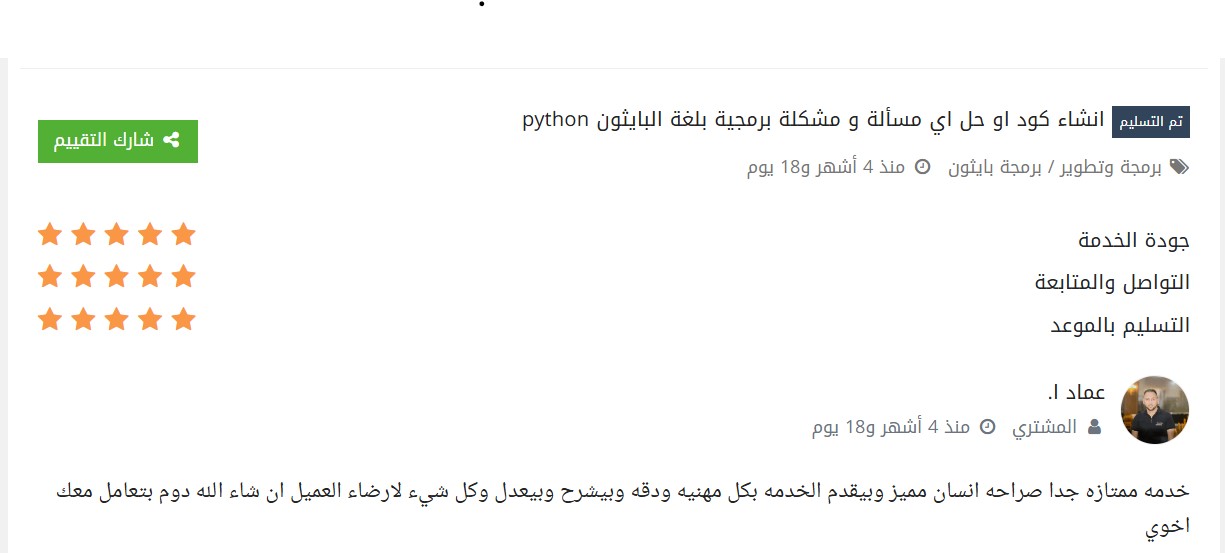 تم التسليم انشاء كود او حل اي مسألة و مشكلة برمجية بلغة البايثون python
شارك التقييم
برمجة وتطوير / برمجة بايثون منذ 4 أشهر و18 يوم
جودة الخدمة
التواصل والمتابعة
التسليم بالموعد
عماد ا.
المشتري منذ 4 أشهر و18 يوم
خدمه ممتازه جدا صراحه انسان مميز وبيقدم الخدمه بكل مهنيه ودقه وبيشرح وبيعدل وكل شيء لارضاء العميل ان شاء الله دوم بتعامل معك
اخوي